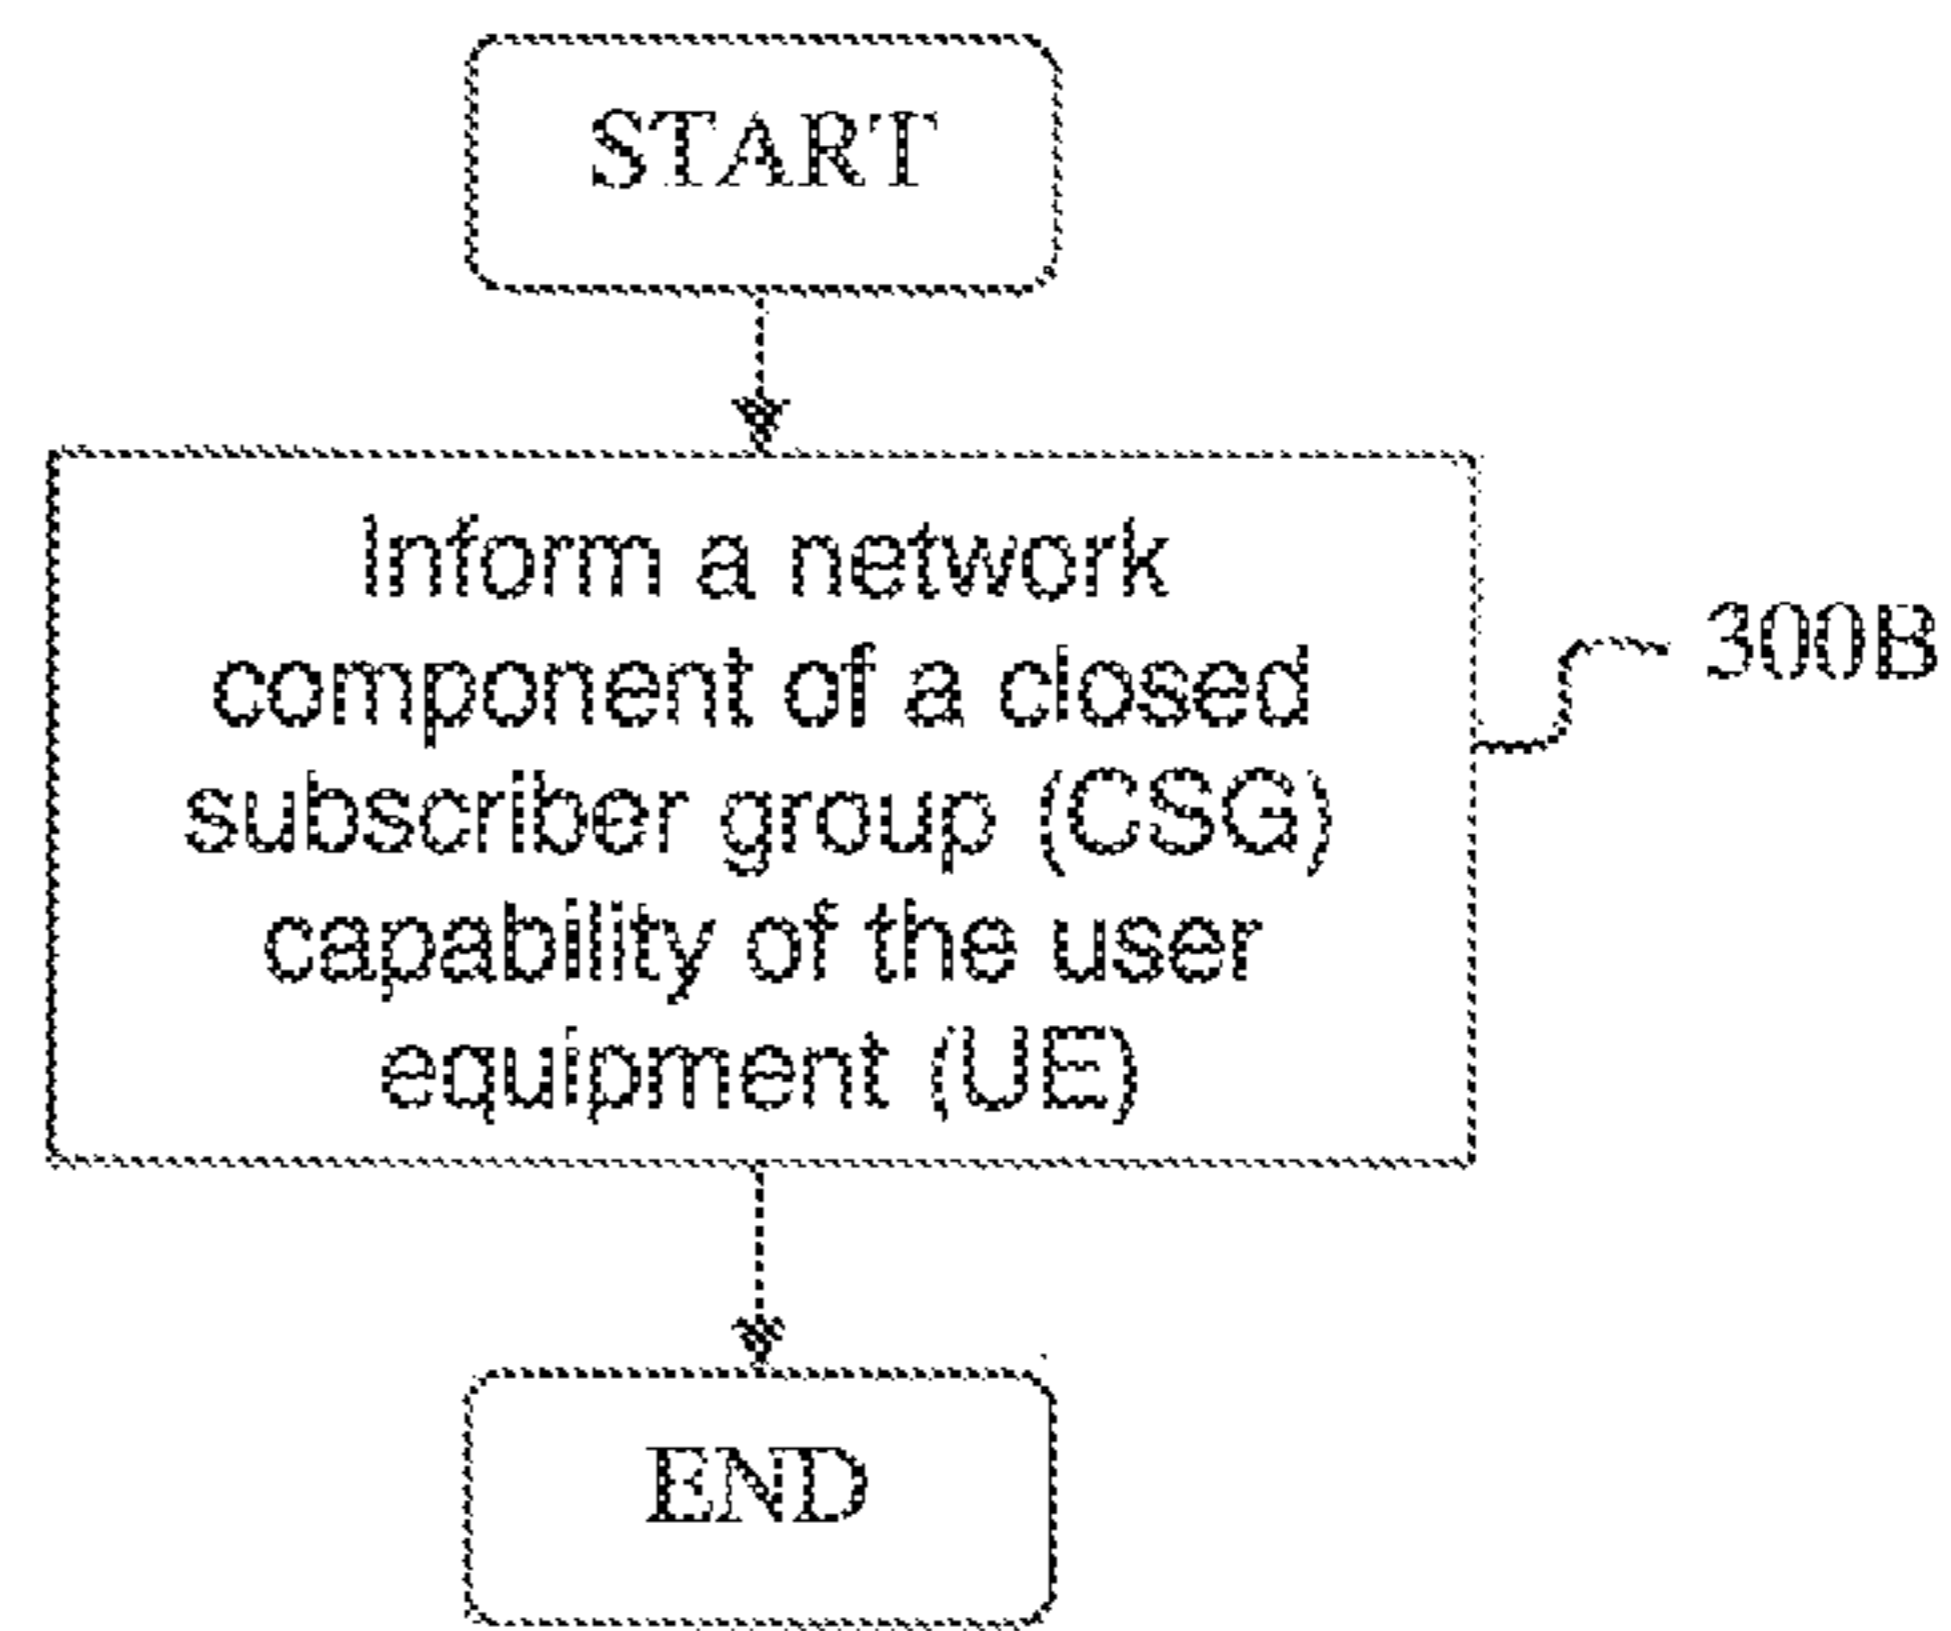 START
Inform a network
component of a closed
subscriber group (CSG)
capability of the user
equipment (UE)
300B
END